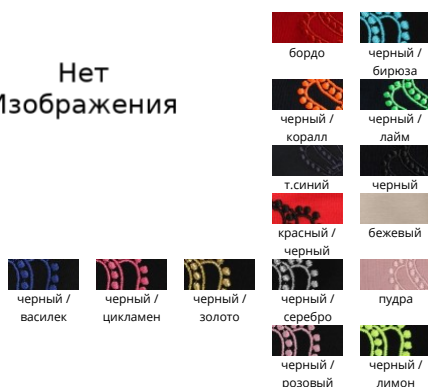 Нет
Изображения
бордо
черный /
бирюза
черный /
коралл
черный /
лайм
т.синий
черный
красный /
черный
бежевый
черный /
василек
черный /
цикламен
черный /
золото
черный /
серебро
пудра
черный /
розовый
черный /
лимон